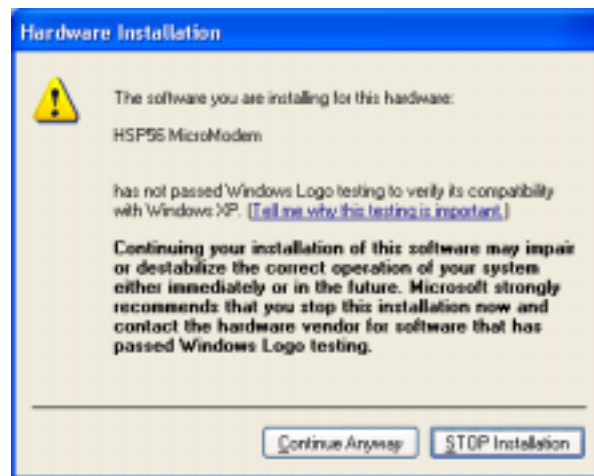 Hardware Installation
The software you are installing for this hardware:
HSP56 MicroModem
has not passed Windows Logo testing to verify its compatibility
with Windows XP. (Tell me why this testing is important.)
Continuing your installation of this software may impair
or destabilize the correct operation of your system
either immediately or in the future. Microsoft strongly
recommends that you stop this installation now and
contact the hardware vendor for software that has
passed Windows Logo testing.
Continue Anyway
STOP Installation